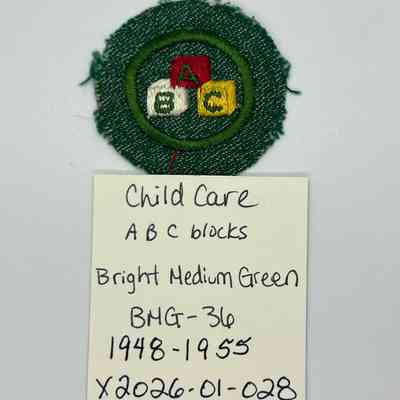 A
B C
Child Care
A B C blocks
Bright Medium Green
BMG-36
1948-1955
X2026-01-028